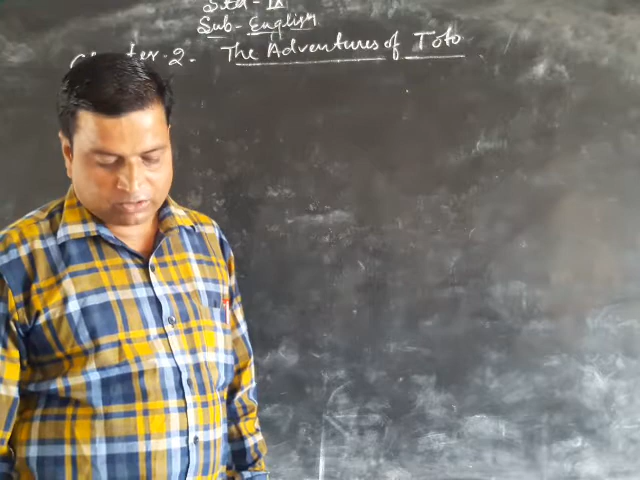 Std - IX
Sub- English
Chapter-2. The Adventures of Toto